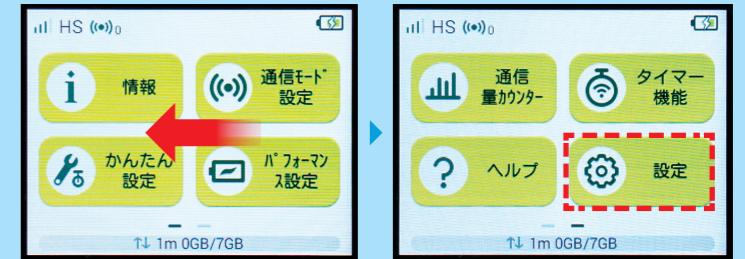 HS 0
情報
通信モード
設定
かんたん
設定
パフォーマン
ス設定
1m 0GB/7GB
HS 0
通信
量カウンター
タイマー
機能
ヘルプ
設定
1m 0GB/7GB